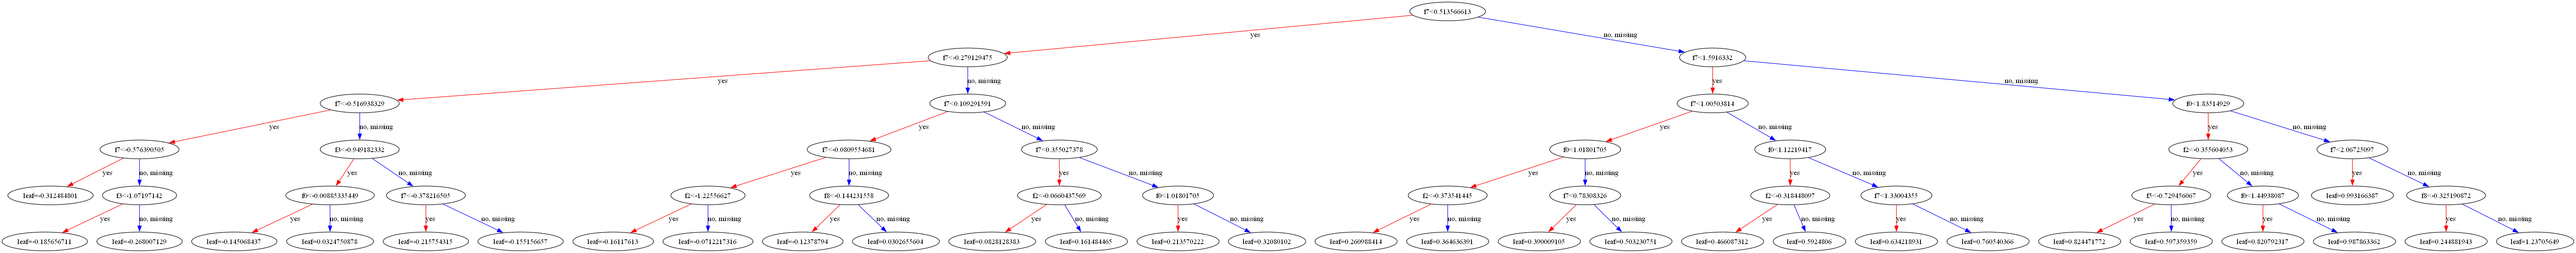 f7<0.513566613
yes
no, missing
f7<-0.279129475
f7<1.5916332
yes
no, missing
yes
no, missing
f7<-0.516938329
f7<0.109291591
f7<1.00503814
f0<1.83514929
yes
no, missing
yes
no, missing
yes
no, missing
yes
no, missing
f7<-0.576390505
f3<-0.949182332
f7<-0.0809554681
f7<0.355027378
f0<1.01801705
f0<1.12219417
f2<-0.355604053
f7<2.06725097
yes
no, missing
yes
no, missing
yes
no, missing
yes
no, missing
yes
no, missing
yes
no, missing
yes
no, missing
yes
no, missing
leaf=-0.312484801
f3<-1.07197142
f0<-0.00885335449
f7<-0.378216505
f2<-1.22556627
f8<-0.144231558
f2<-0.0660437569
f0<1.01801705
f2<-0.373541445
f7<0.78308326
f2<-0.318448097
f7<1.33004355
f5<-0.729456067
f0<1.44938087
leaf=0.993166387
f8<-0.325190872
yes
no, missing
yes
no, missing
yes
no, missing
yes
no, missing
yes
no, missing
yes
no, missing
yes
no, missing
yes
no, missing
yes
no, missing
yes
no, missing
yes
no, missing
yes
no, missing
yes
no, missing
yes
no, missing
leaf=-0.185656711
leaf=-0.268007129
leaf=-0.145068437
leaf=0.0324750878
leaf=-0.215754315
leaf=-0.155156657
leaf=-0.16117613
leaf=-0.0712217316
leaf=-0.12378794
leaf=0.0302655604
leaf=0.0828128383
leaf=0.161484465
leaf=0.213570222
leaf=0.32080102
leaf=0.260988414
leaf=0.364636391
leaf=0.390009105
leaf=0.503230751
leaf=0.466087312
leaf=0.5924806
leaf=0.634218931
leaf=0.760540366
leaf=0.824471772
leaf=0.597359359
leaf=0.820792317
leaf=0.987863362
leaf=0.244881943
leaf=1.23705649